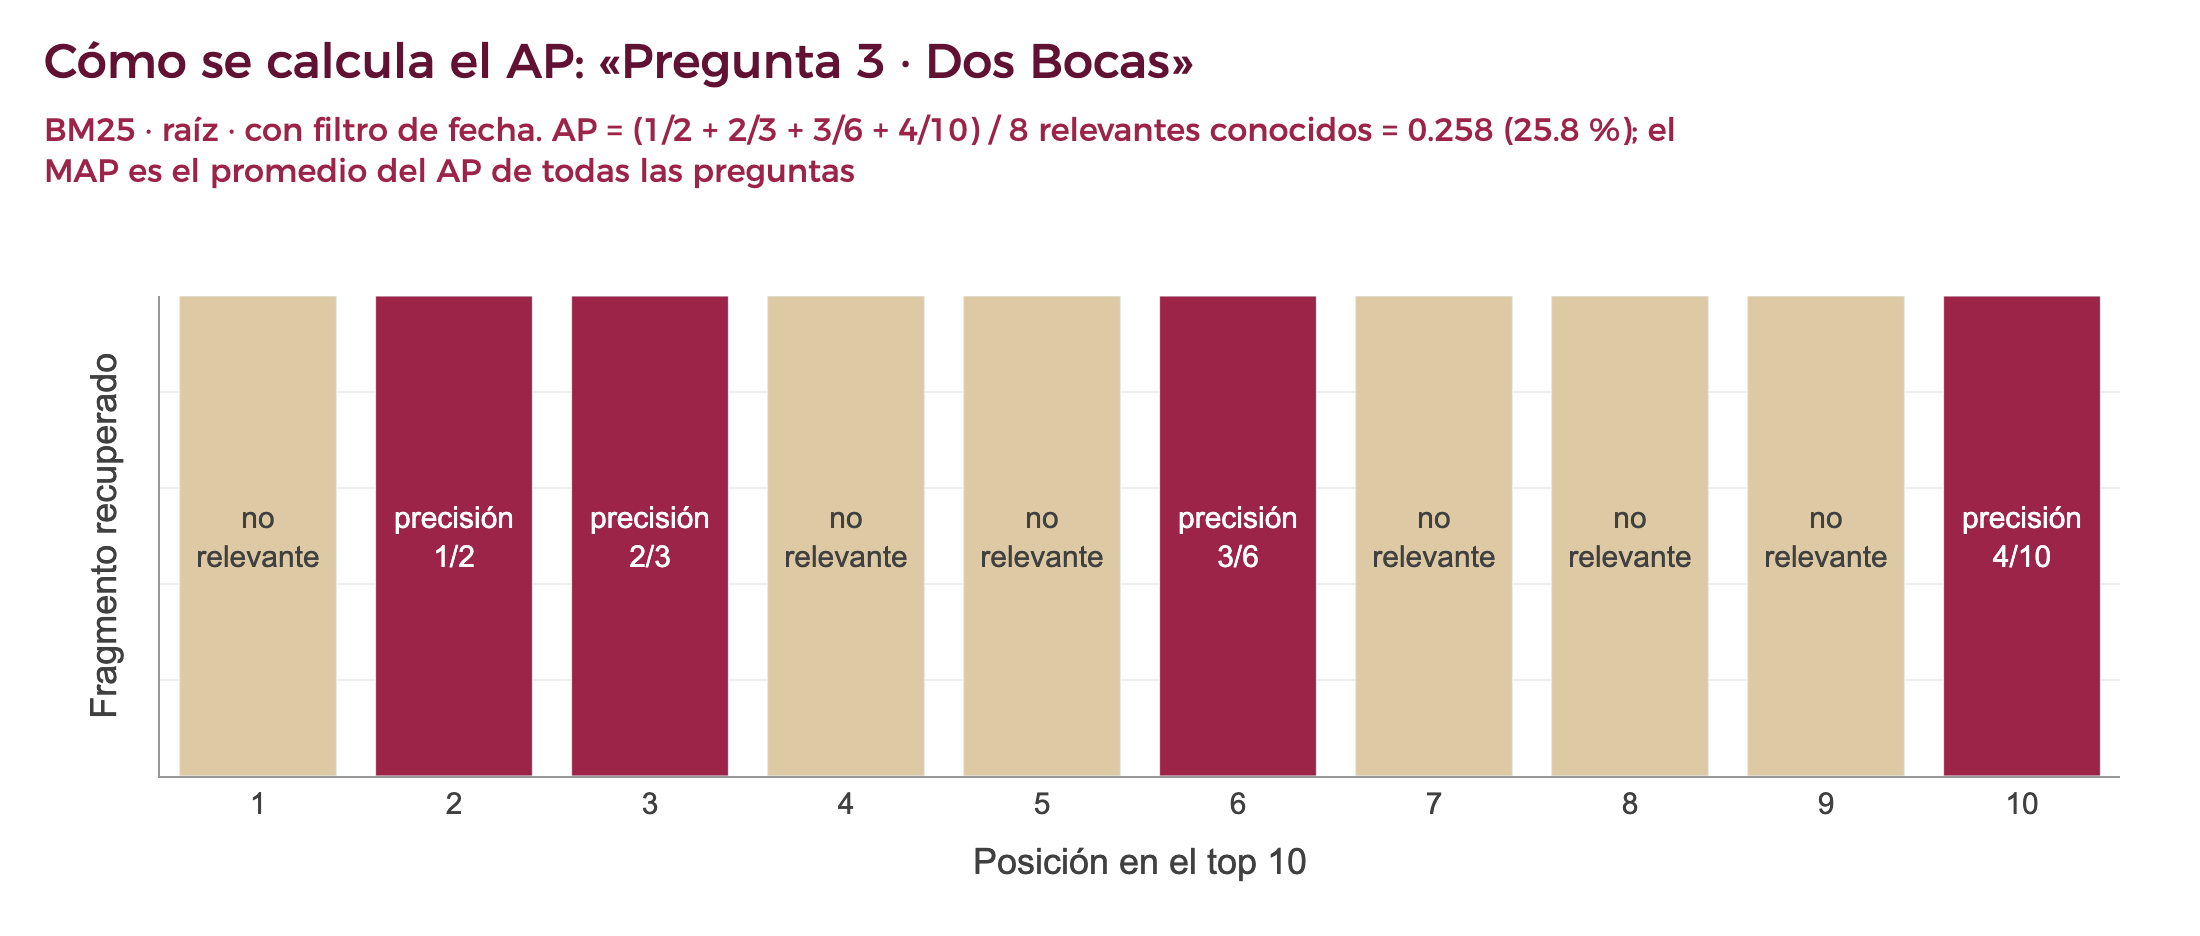 Cómo se calcula el AP: «Pregunta 3 · Dos Bocas»
BM25 · raíz · con filtro de fecha. AP = (1/2 + 2/3 + 3/6 + 4/10) / 8 relevantes conocidos = 0.258 (25.8 %); el
MAP es el promedio del AP de todas las preguntas
Fragmento recuperado
no
relevante
precisión
1/2
precisión
2/3
no
relevante
no
relevante
precisión
3/6
no
relevante
no
relevante
no
relevante
precisión
4/10
1 2 3 4 5 6 7 8 9 10
Posición en el top 10